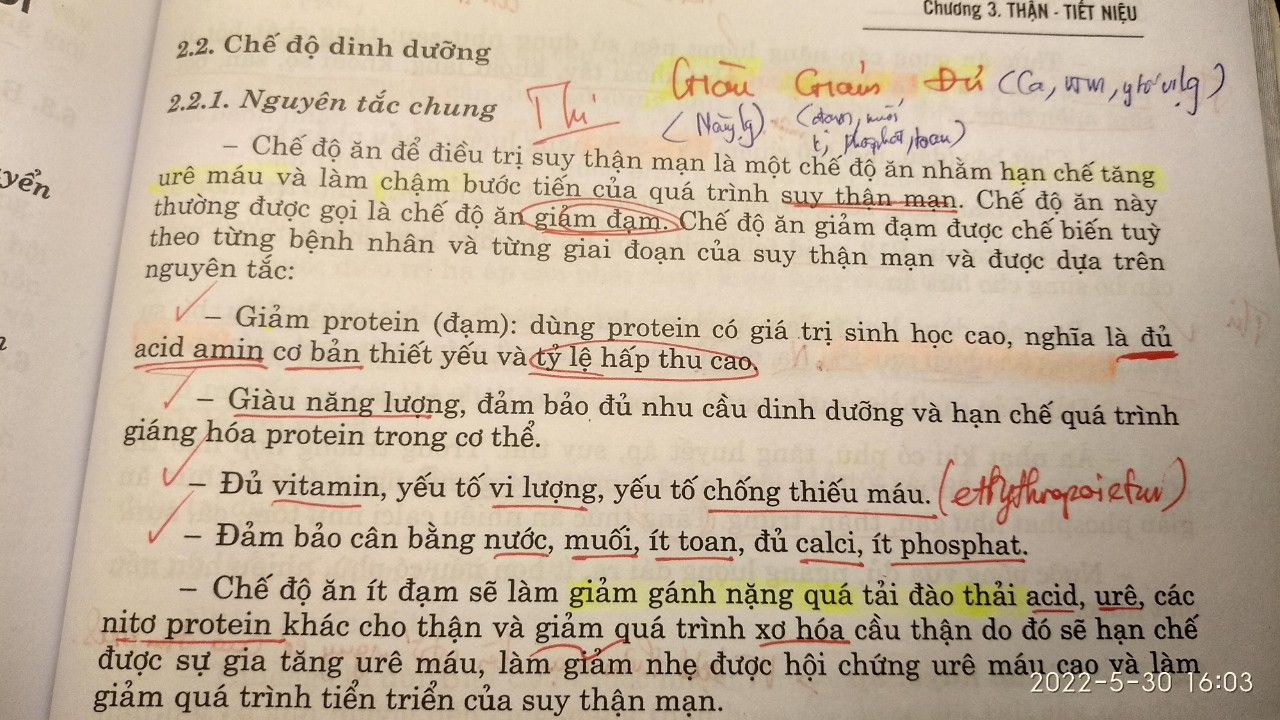 Chương 3. THẬN - TIẾT NIỆU
2.2. Chế độ dinh dưỡng
2.2.1. Nguyên tắc chung
Thi Giàu Giảm Đủ (Ca, vtm, yếu tố vi lg)
(Năng lg) (đạm, muối,
phosphat, toan)
– Chế độ ăn để điều trị suy thận mạn là một chế độ ăn nhằm hạn chế tăng
urê máu và làm chậm bước tiến của quá trình suy thận mạn. Chế độ ăn này
thường được gọi là chế độ ăn giảm đạm. Chế độ ăn giảm đạm được chế biến tuỳ
theo từng bệnh nhân và từng giai đoạn của suy thận mạn và được dựa trên
nguyên tắc:
– Giảm protein (đạm): dùng protein có giá trị sinh học cao, nghĩa là đủ
acid amin cơ bản thiết yếu và tỷ lệ hấp thu cao.
– Giàu năng lượng, đảm bảo đủ nhu cầu dinh dưỡng và hạn chế quá trình
giáng hóa protein trong cơ thể.
– Đủ vitamin, yếu tố vi lượng, yếu tố chống thiếu máu. (erythropoietin)
– Đảm bảo cân bằng nước, muối, ít toan, đủ calci, ít phosphat.
– Chế độ ăn ít đạm sẽ làm giảm gánh nặng quá tải đào thải acid, urê, các
nitơ protein khác cho thận và giảm quá trình xơ hóa cầu thận do đó sẽ hạn chế
được sự gia tăng urê máu, làm giảm nhẹ được hội chứng urê máu cao và làm
giảm quá trình tiển triển của suy thận mạn.
2022-5-30 16:03